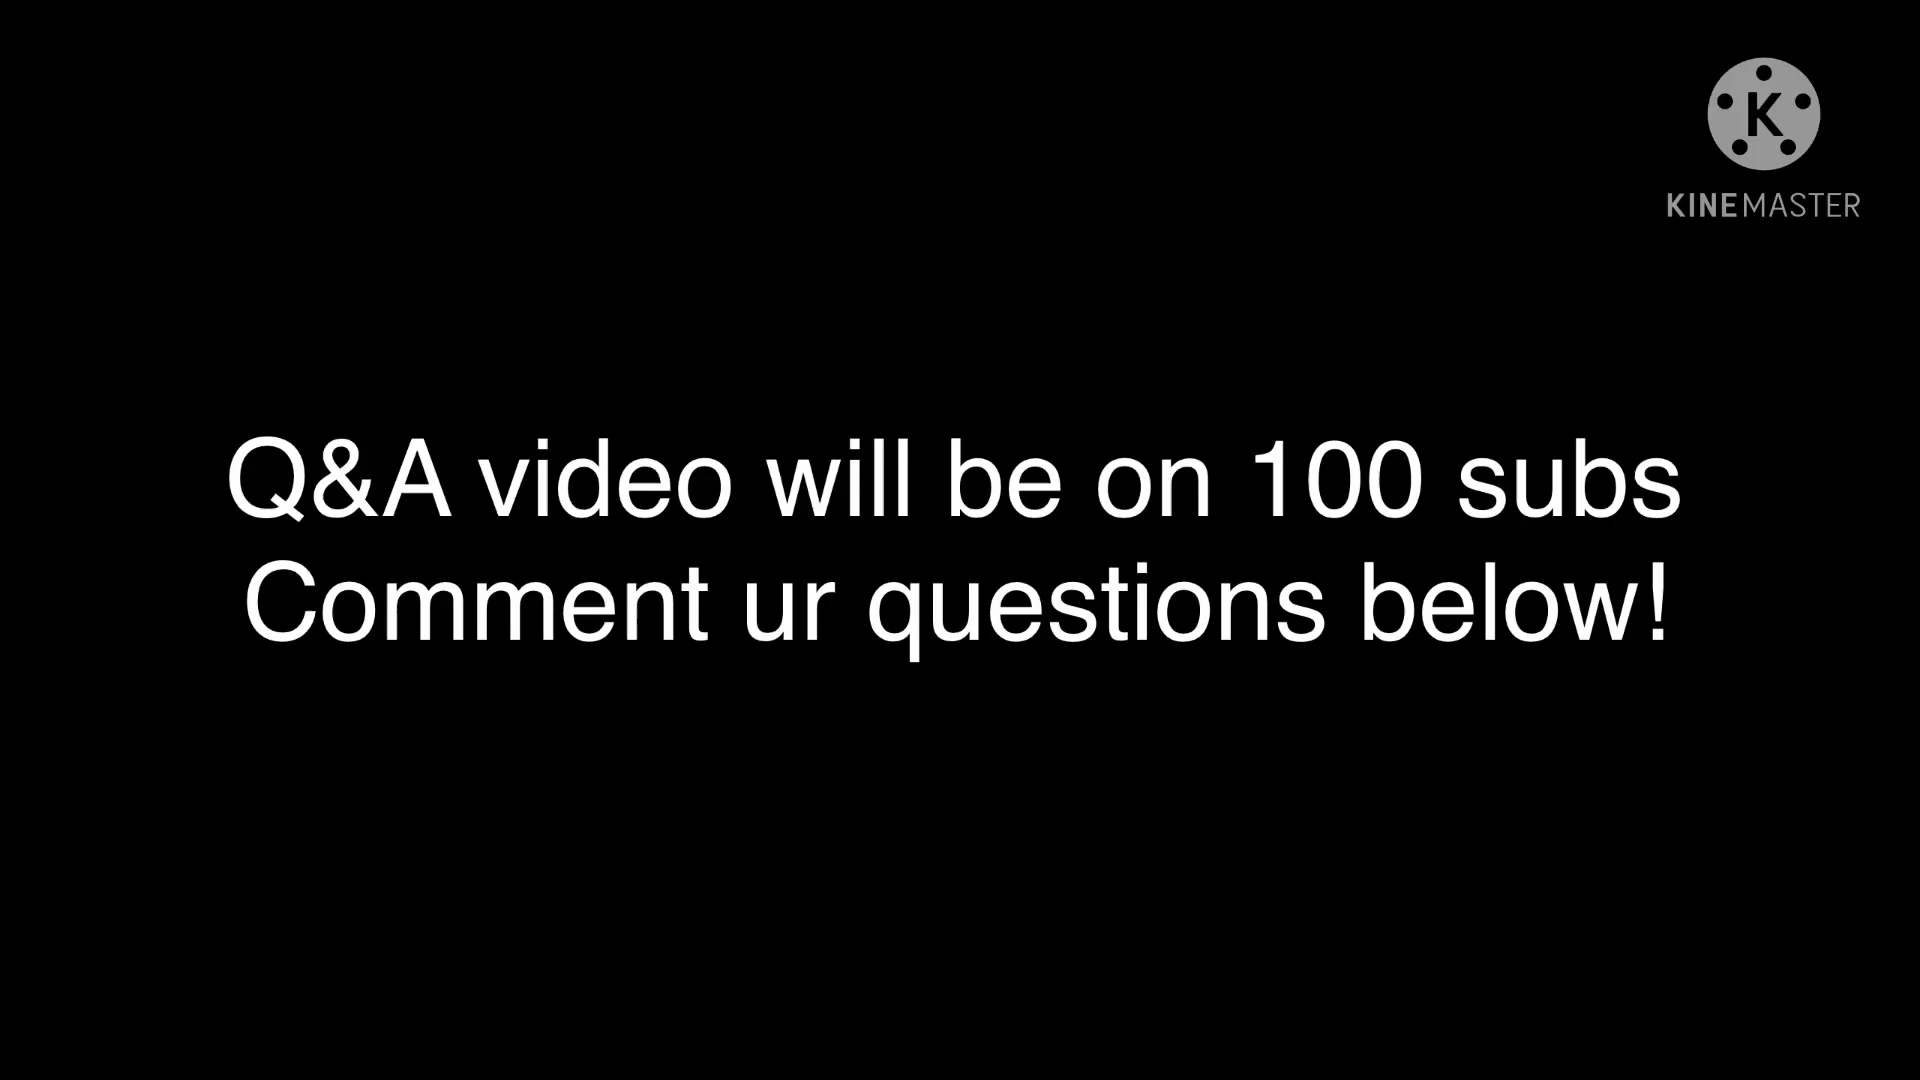 K
KINEMASTER
Q&A video will be on 100 subs
Comment ur questions below!